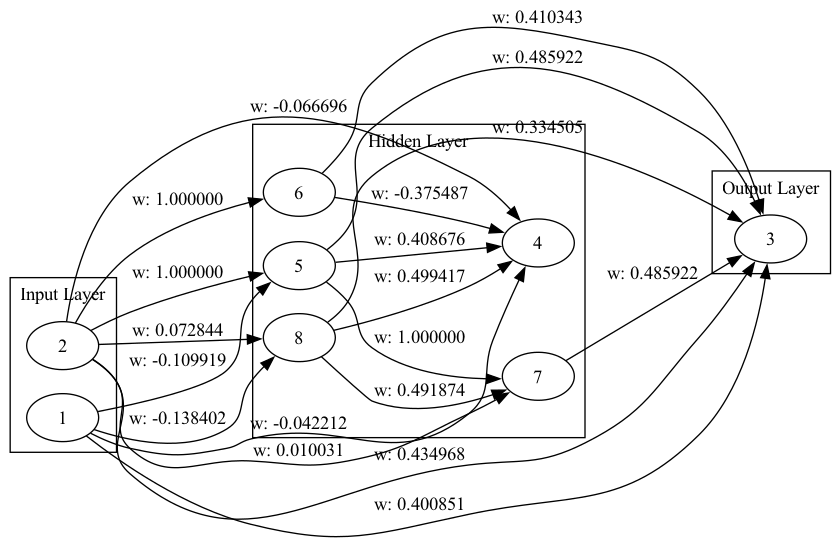 w: 0.410343
w: 0.485922
w: -0.066696
w: 0.334505
Hidden Layer
6
w: 1.000000
w: -0.375487
Output Layer
3
w: 0.408676
4
5
w: 1.000000
w: 0.499417
w: 0.485922
Input Layer
w: 0.072844
8
w: 1.000000
2
w: -0.109919
7
w: 0.491874
1
w: -0.138402
w: -0.042212
w: 0.010031
w: 0.434968
w: 0.400851